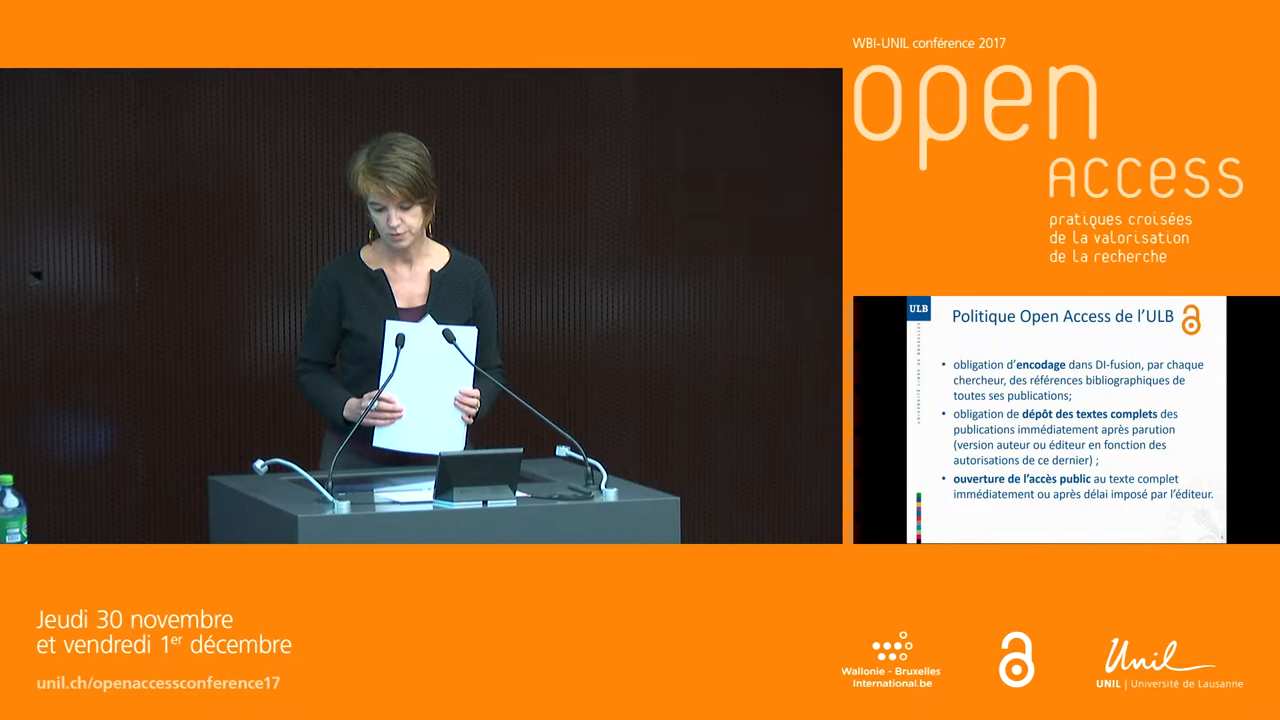 WBI-UNIL conférence 2017
open
access
pratiques croisées
de la valorisation
de la recherche
ULB
Politique Open Access de l'ULB
• obligation d'encodage dans DI-fusion, par chaque
chercheur, des références bibliographiques de
toutes ses publications;
• obligation de dépôt des textes complets des
publications immédiatement après parution
(version auteur ou éditeur en fonction des
autorisations de ce dernier) ;
• ouverture de l'accès public au texte complet
immédiatement ou après délai imposé par l'éditeur.
Jeudi 30 novembre
et vendredi 1er décembre
unil.ch/openaccessconference17
Wallonie - Bruxelles
International.be
Unil
UNIL | Université de Lausanne